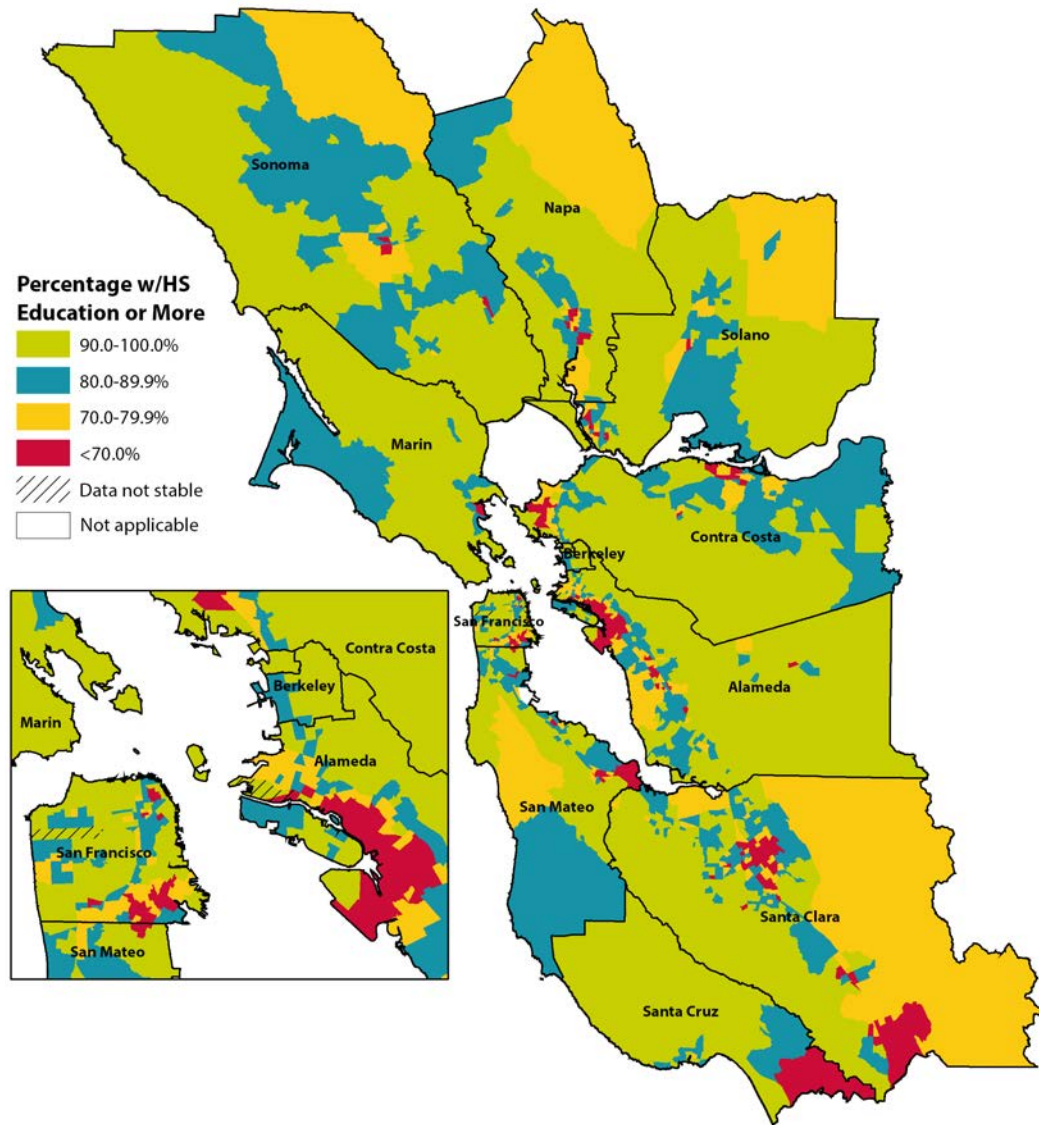 Sonoma
Napa
Solano
Marin
Contra Costa
Berkeley
San Francisco
Alameda
San Mateo
Santa Clara
Santa Cruz
Percentage w/HS
Education or More
90.0-100.0%
80.0-89.9%
70.0-79.9%
<70.0%
Data not stable
Not applicable
Contra Costa
Berkeley
Marin
Alameda
San Francisco
San Mateo